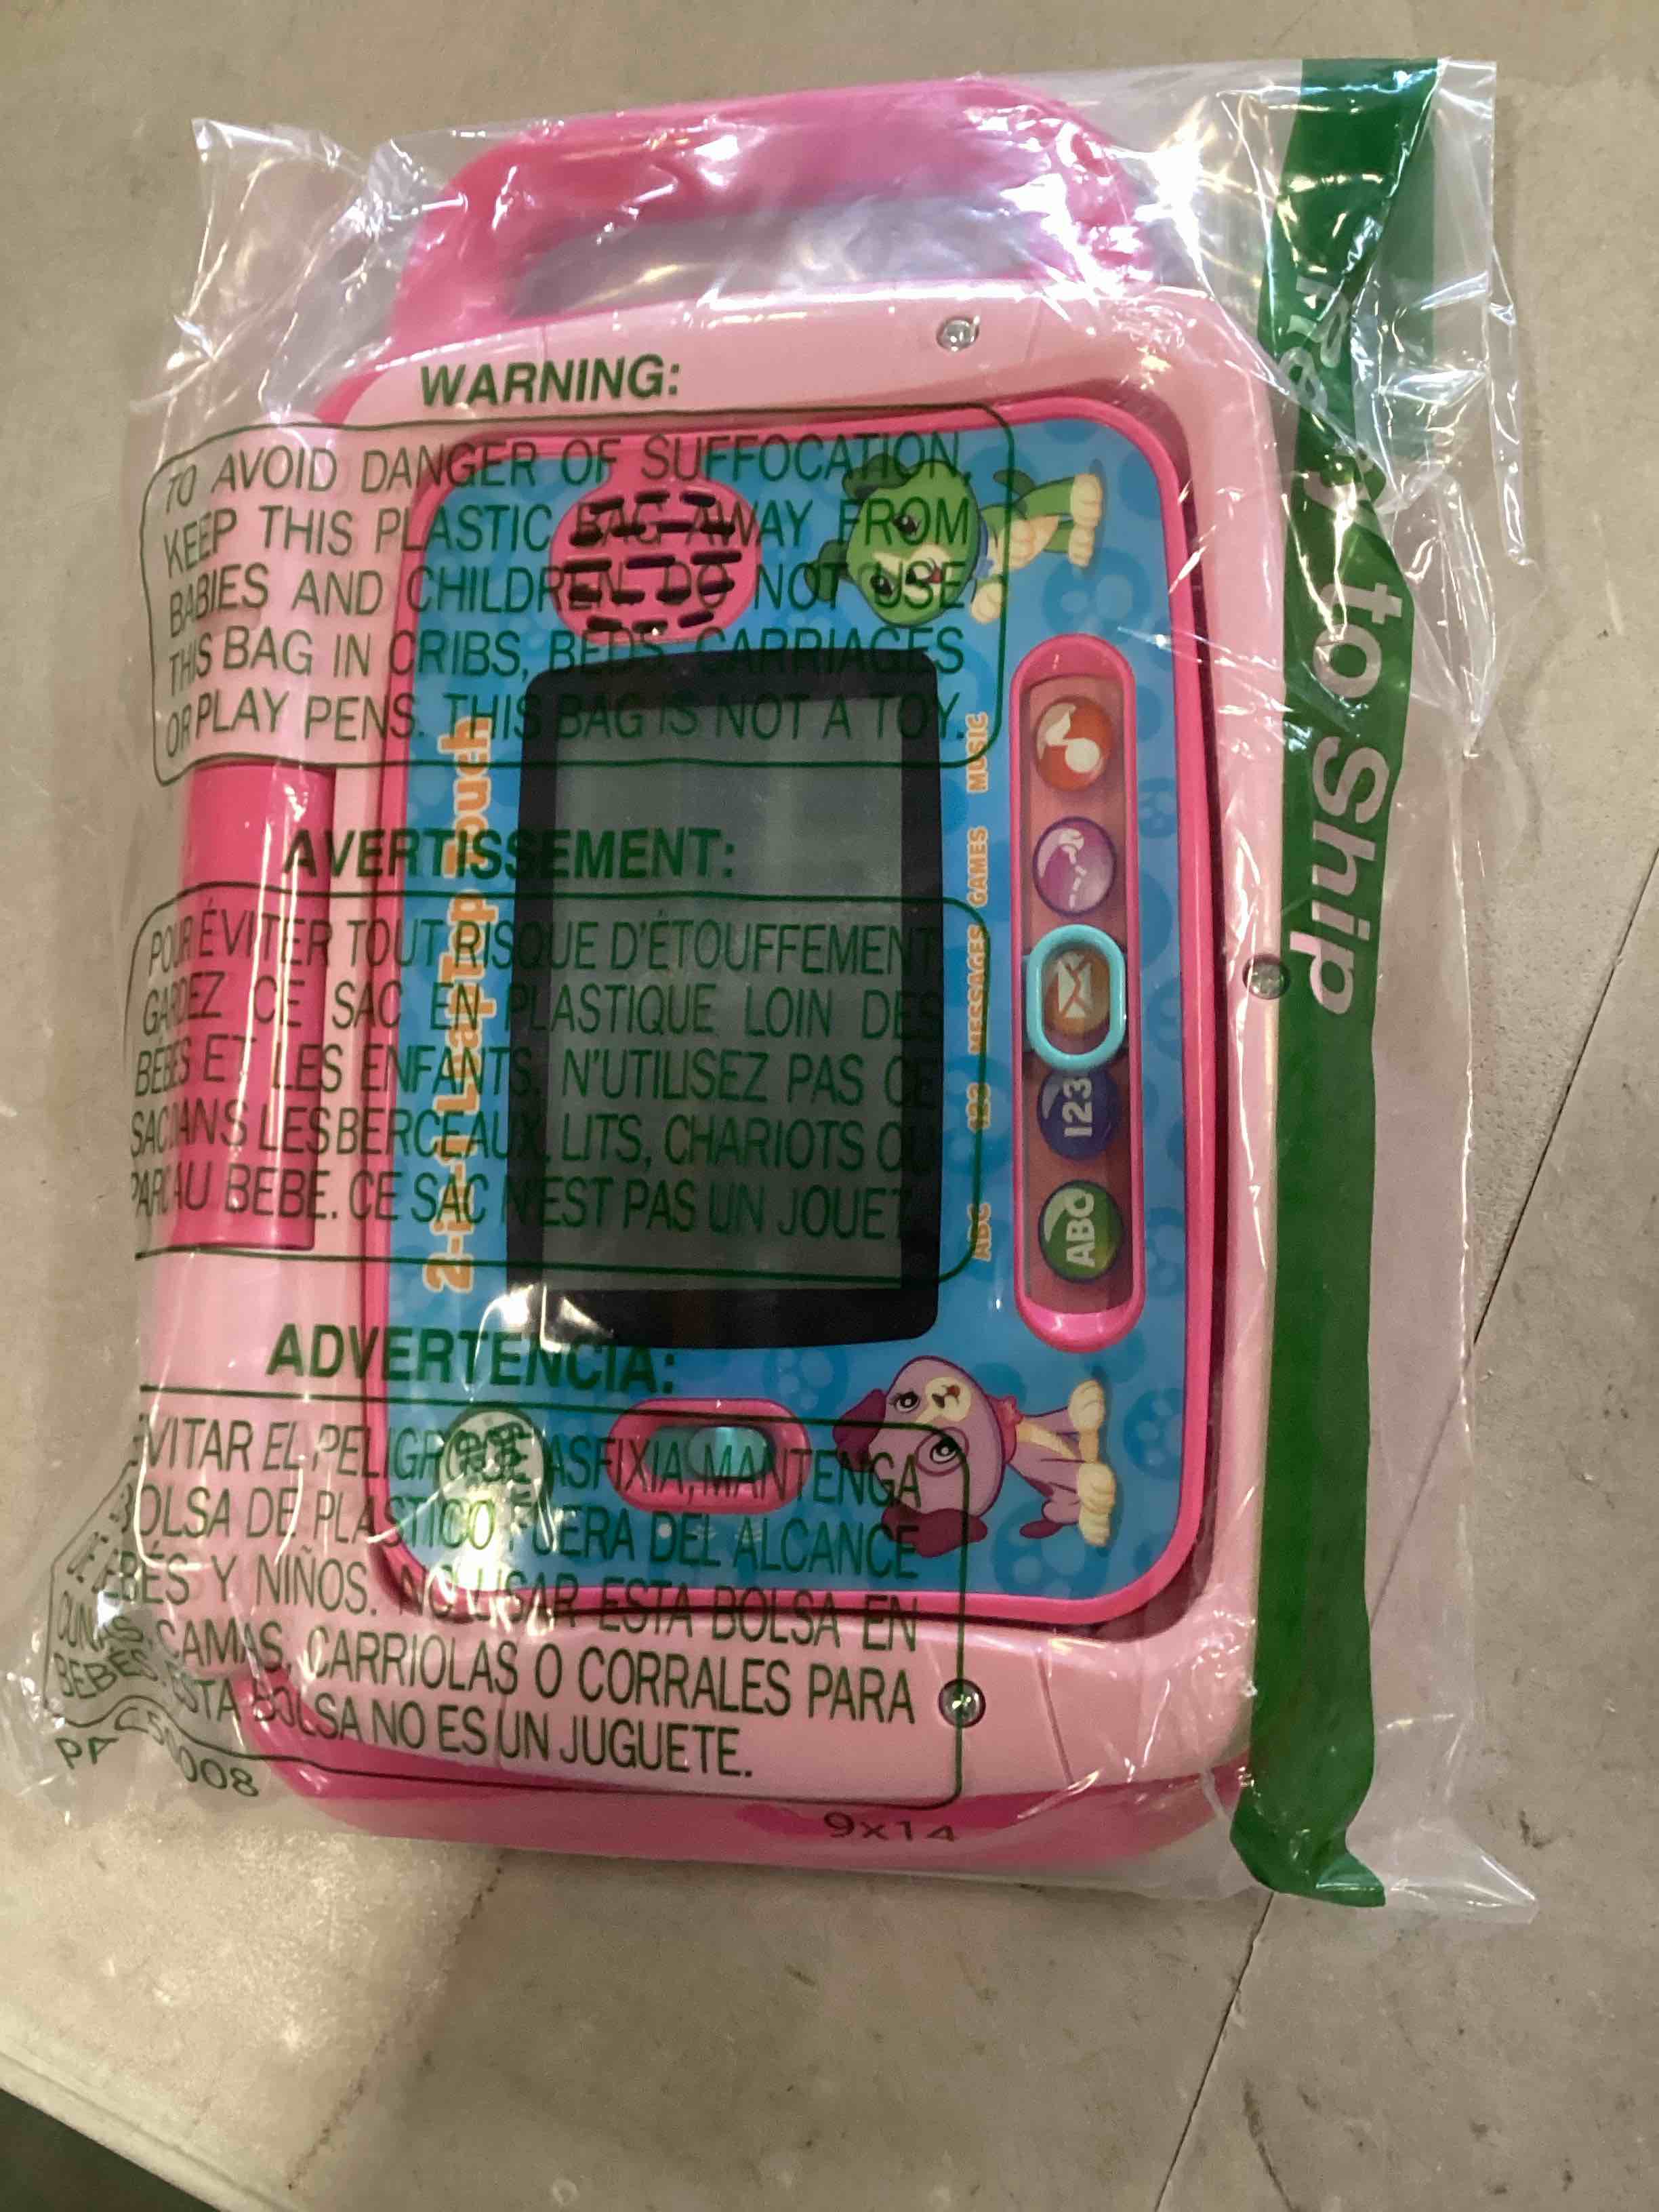 WARNING:
TO AVOID DANGER OF SUFFOCATION,
KEEP THIS PLASTIC BAG AWAY FROM
BABIES AND CHILDREN. DO NOT USE
THIS BAG IN CRIBS, BEDS, CARRIAGES
OR PLAY PENS. THIS BAG IS NOT A TOY.
AVERTISSEMENT:
POUR ÉVITER TOUT RISQUE D'ÉTOUFFEMENT
GARDEZ CE SAC EN PLASTIQUE LOIN DES
BÉBÉS ET LES ENFANTS. N'UTILISEZ PAS CE
SAC DANS LES BERCEAUX, LITS, CHARIOTS OU
PARC AU BEBE. CE SAC N'EST PAS UN JOUET
ADVERTENCIA:
EVITAR EL PELIGRO DE ASFIXIA, MANTENGA
BOLSA DE PLASTICO FUERA DEL ALCANCE
BEBÉS Y NIÑOS. NO USAR ESTA BOLSA EN
CUNAS, CAMAS, CARRIOLAS O CORRALES PARA
BEBÉS. ESTA BOLSA NO ES UN JUGUETE.
9x14
to Ship
2-in-1 LeapTop Touch
MUSIC
GAMES
MESSAGES
123
ABC
123
ABC